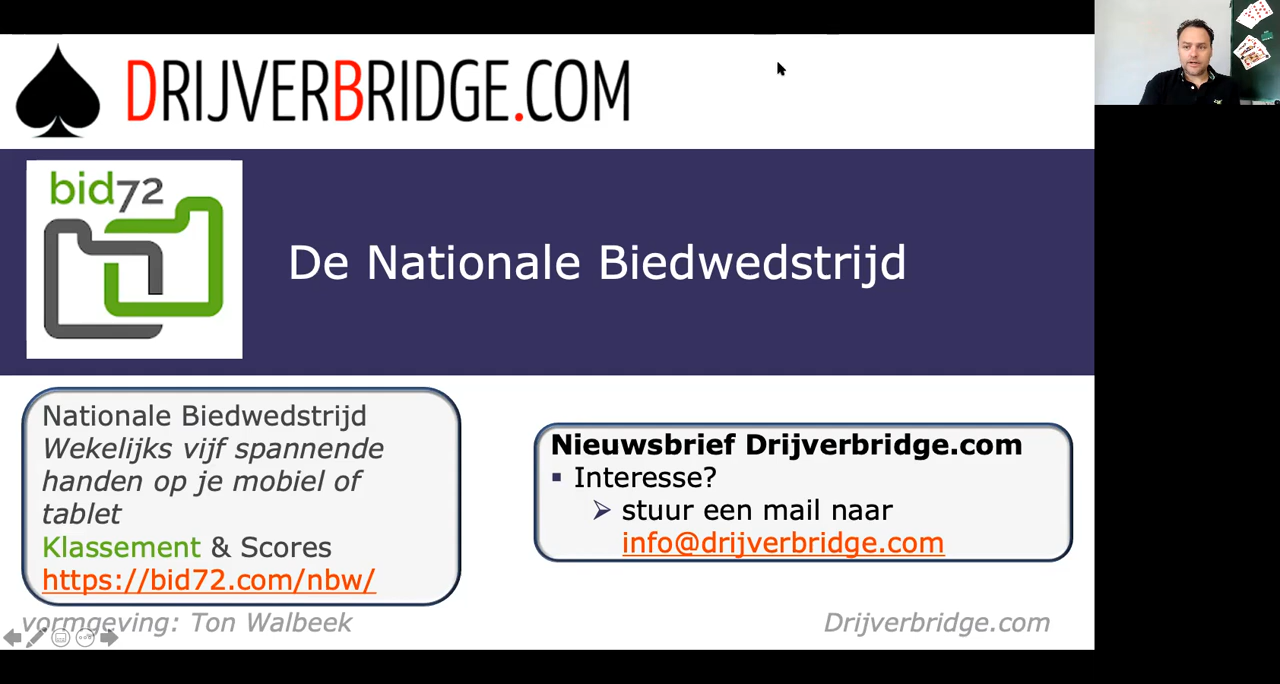 DRIJVERBRIDGE.COM
bid72
De Nationale Biedwedstrijd
Nationale Biedwedstrijd
Wekelijks vijf spannende
handen op je mobiel of
tablet
Klassement & Scores
https://bid72.com/nbw/
Nieuwsbrief Drijverbridge.com
▪ Interesse?
➢ stuur een mail naar
info@drijverbridge.com
vormgeving: Ton Walbeek
Drijverbridge.com